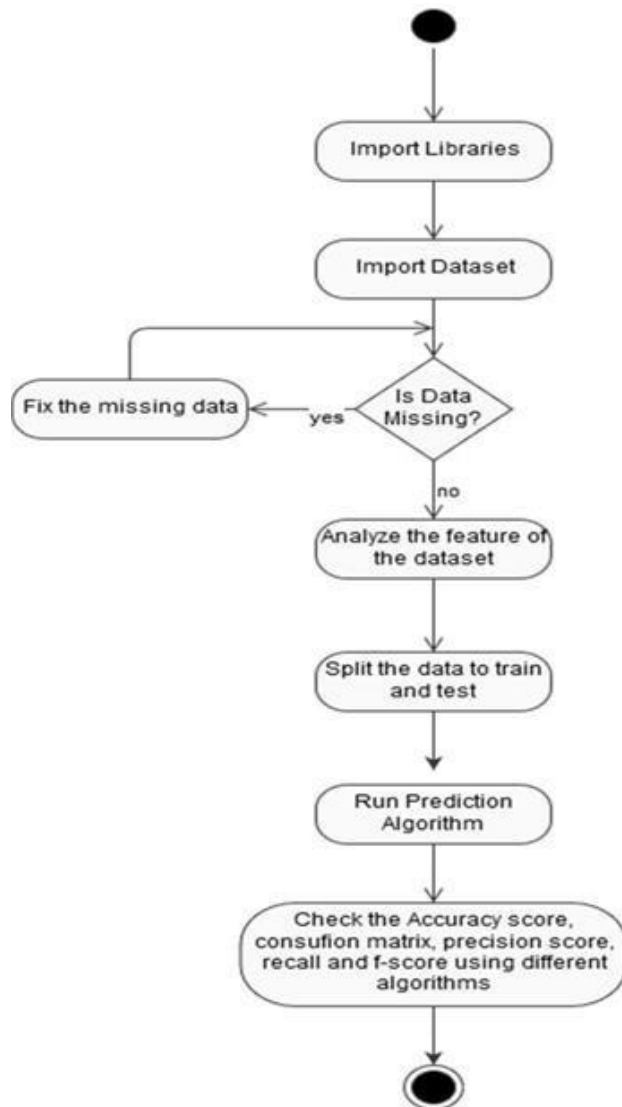 Import Libraries
Import Dataset
Is Data
Missing?
yes
Fix the missing data
no
Analyze the feature of
the dataset
Split the data to train
and test
Run Prediction
Algorithm
Check the Accuracy score,
consufion matrix, precision score,
recall and f-score using different
algorithms